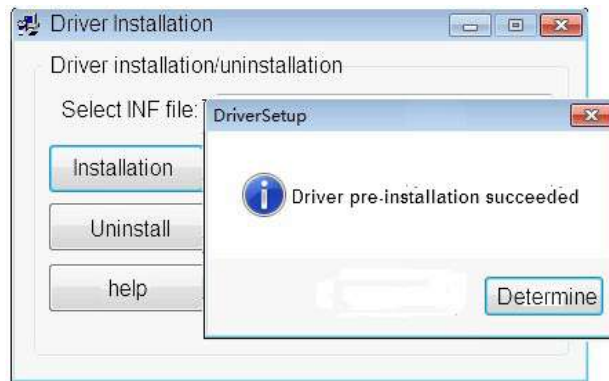 Driver Installation
Driver installation/uninstallation
Select INF file:
DriverSetup
Installation
Driver pre-installation succeeded
Uninstall
help
Determine